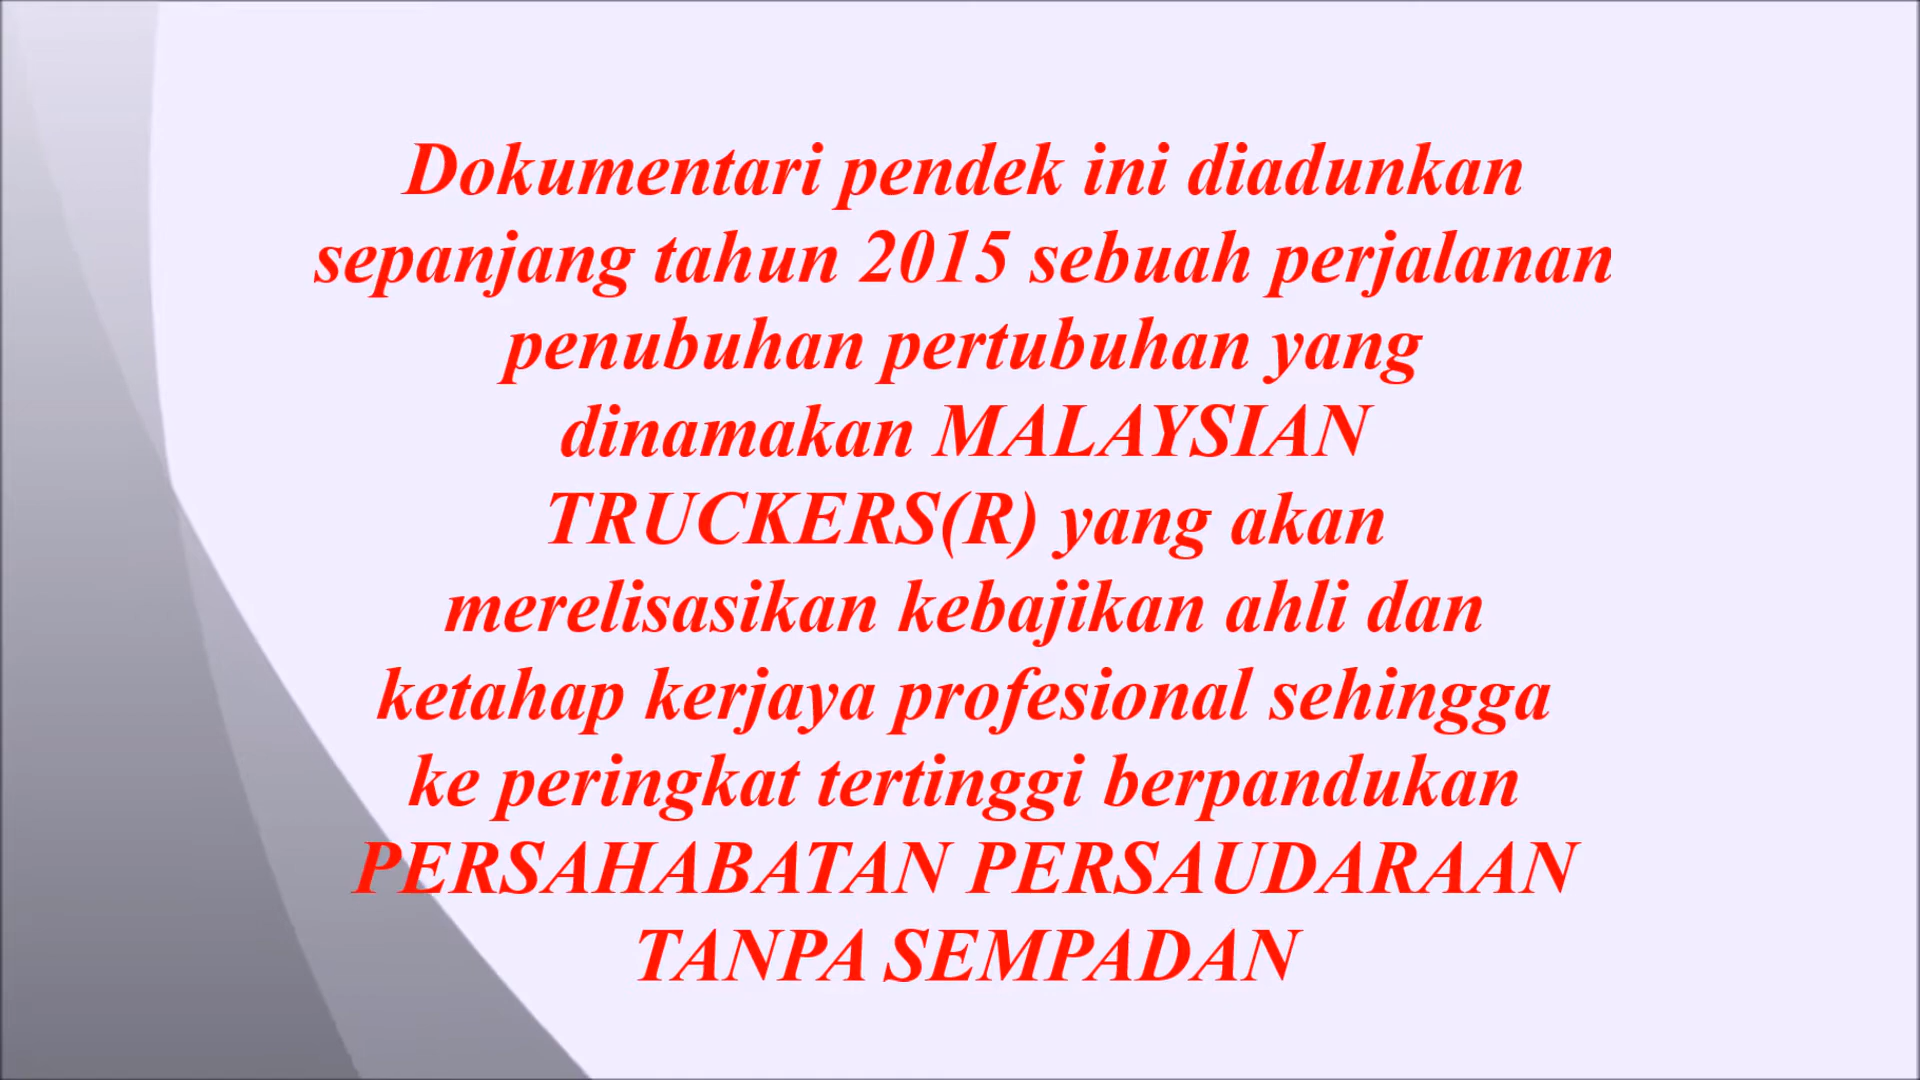 Dokumentari pendek ini diadunkan
sepanjang tahun 2015 sebuah perjalanan
penubuhan pertubuhan yang
dinamakan MALAYSIAN
TRUCKERS(R) yang akan
merelisasikan kebajikan ahli dan
ketahap kerjaya profesional sehingga
ke peringkat tertinggi berpandukan
PERSAHABATAN PERSAUDARAAN
TANPA SEMPADAN